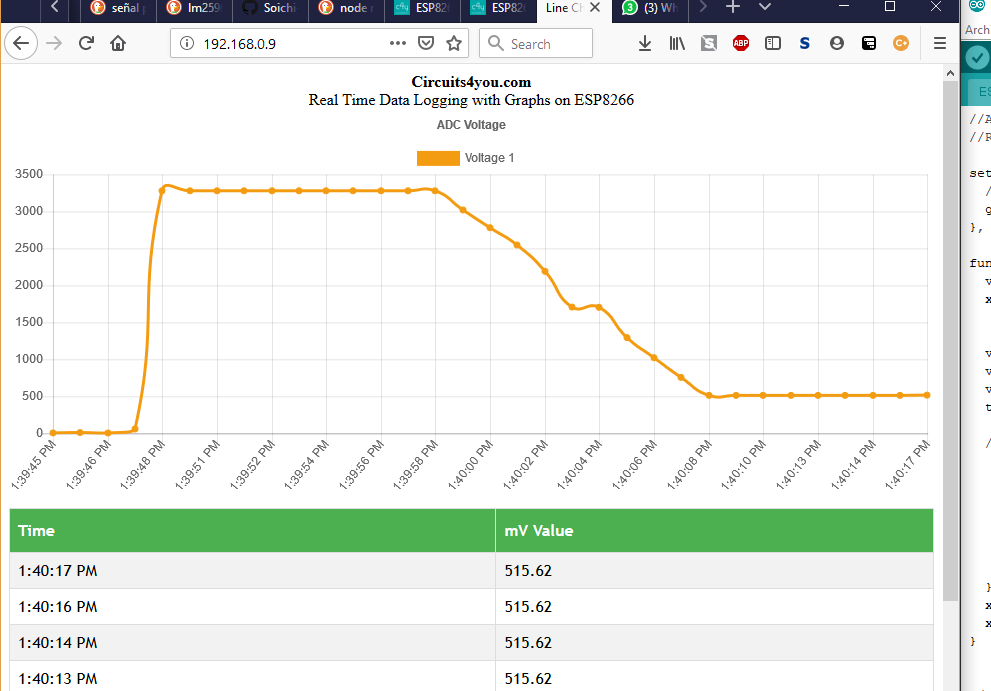 señal
lm259
Soichi
node
ESP82
ESP82
Line Ch
(3) Wh
192.168.0.9
Search
ABP
S
C+
Arch
Circuits4you.com
Real Time Data Logging with Graphs on ESP8266
ADC Voltage
Voltage 1
3500
3000
2500
2000
1500
1000
500
0
1:39:45 PM
1:39:46 PM
1:39:49 PM
1:39:51 PM
1:39:52 PM
1:39:54 PM
1:39:56 PM
1:39:58 PM
1:40:00 PM
1:40:02 PM
1:40:04 PM
1:40:06 PM
1:40:08 PM
1:40:10 PM
1:40:13 PM
1:40:14 PM
1:40:17 PM
Time mV Value
1:40:17 PM 515.62
1:40:16 PM 515.62
1:40:14 PM 515.62
1:40:13 PM 515.62
ES
//A
//R
set
/
g
},
fun
v
x
v
v
v
t
/
}
x
x
}